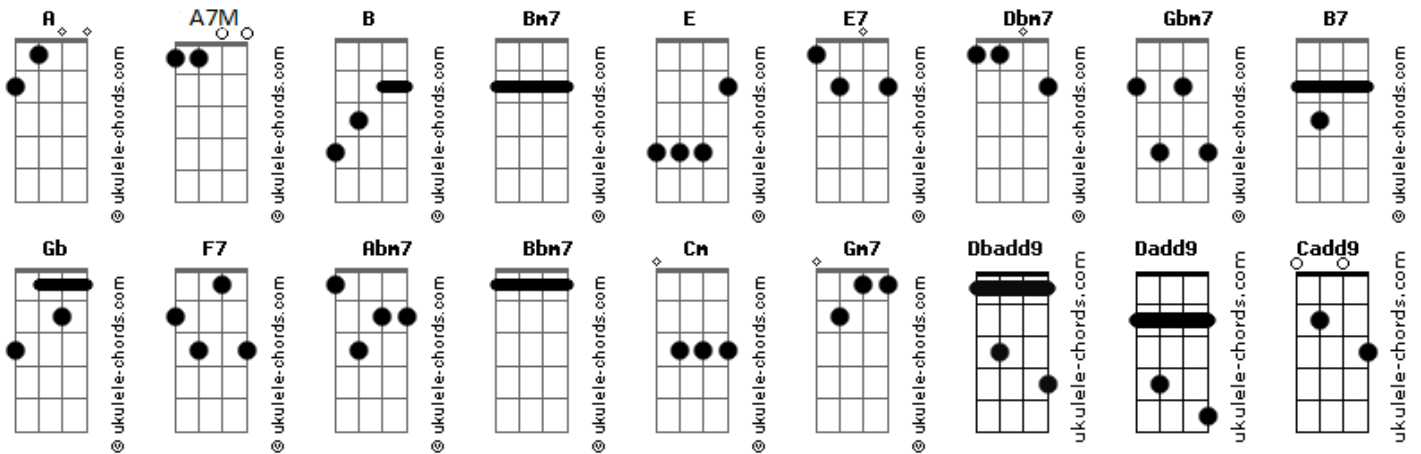 A A7M B Bm7 E E7 Dbm7 Gbm7 B7
© ukulele-chords.com © ukulele-chords.com © ukulele-chords.com © ukulele-chords.com © ukulele-chords.com © ukulele-chords.com © ukulele-chords.com © ukulele-chords.com © ukulele-chords.com
Gb F7 Abm7 Bbm7 Cm Gm7 Dbadd9 Dadd9 Cadd9
© ukulele-chords.com © ukulele-chords.com © ukulele-chords.com © ukulele-chords.com © ukulele-chords.com © ukulele-chords.com ukulele-chords.com ukulele-chords.com ukulele-chords.com